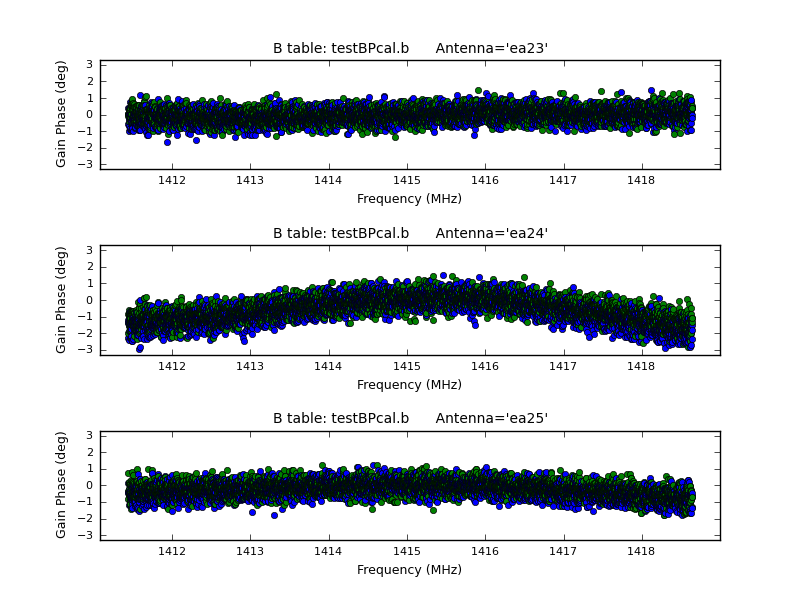 B table: testBPcal.b Antenna='ea23'
Gain Phase (deg)
3
2
1
0
−1
−2
−3
1412 1413 1414 1415 1416 1417 1418
Frequency (MHz)
B table: testBPcal.b Antenna='ea24'
Gain Phase (deg)
3
2
1
0
−1
−2
−3
1412 1413 1414 1415 1416 1417 1418
Frequency (MHz)
B table: testBPcal.b Antenna='ea25'
Gain Phase (deg)
3
2
1
0
−1
−2
−3
1412 1413 1414 1415 1416 1417 1418
Frequency (MHz)